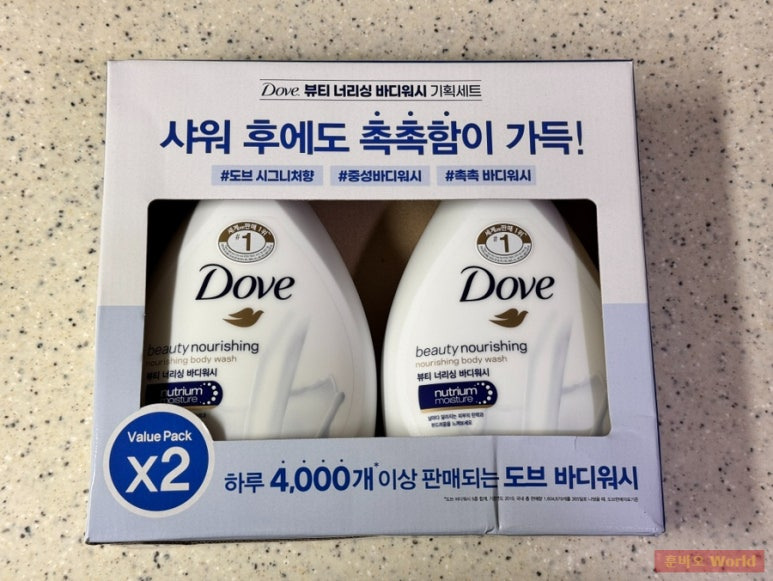 Dove 뷰티 너리싱 바디워시 기획세트
샤워 후에도 촉촉함이 가득!
#도브 시그니처향 #중성바디워시 #촉촉 바디워시
#1
Dove
beauty nourishing
nourishing body wash
뷰티 너리싱 바디워시
nutrium
moisture
#1
Dove
beauty nourishing
nourishing body wash
뷰티 너리싱 바디워시
nutrium
moisture
Value Pack
X2
하루 4,000개*이상 판매되는 도브 바디워시
훈바오 World